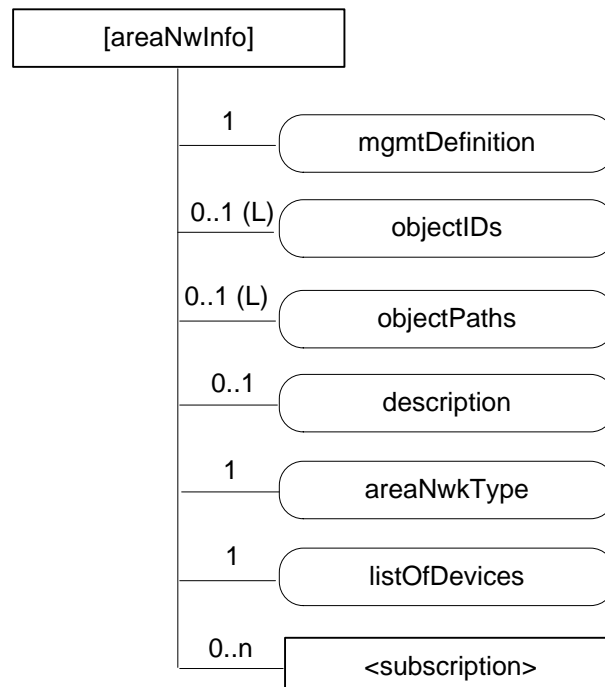 [areaNwInfo]
1
mgmtDefinition
0..1 (L)
objectIDs
0..1 (L)
objectPaths
0..1
description
1
areaNwkType
1
listOfDevices
0..n
<subscription>